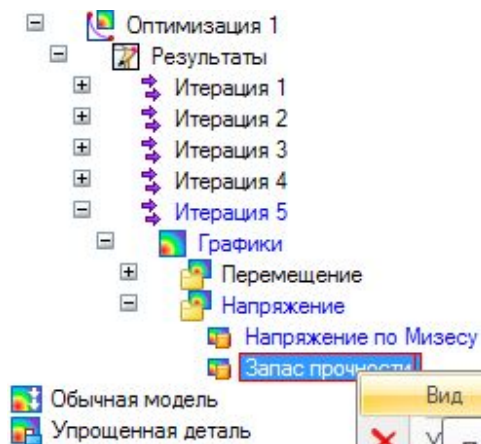 Оптимизация 1
Результаты
Итерация 1
Итерация 2
Итерация 3
Итерация 4
Итерация 5
Графики
Перемещение
Напряжение
Напряжение по Мизесу
Запас прочности
Вид
Обычная модель
Упрощенная деталь